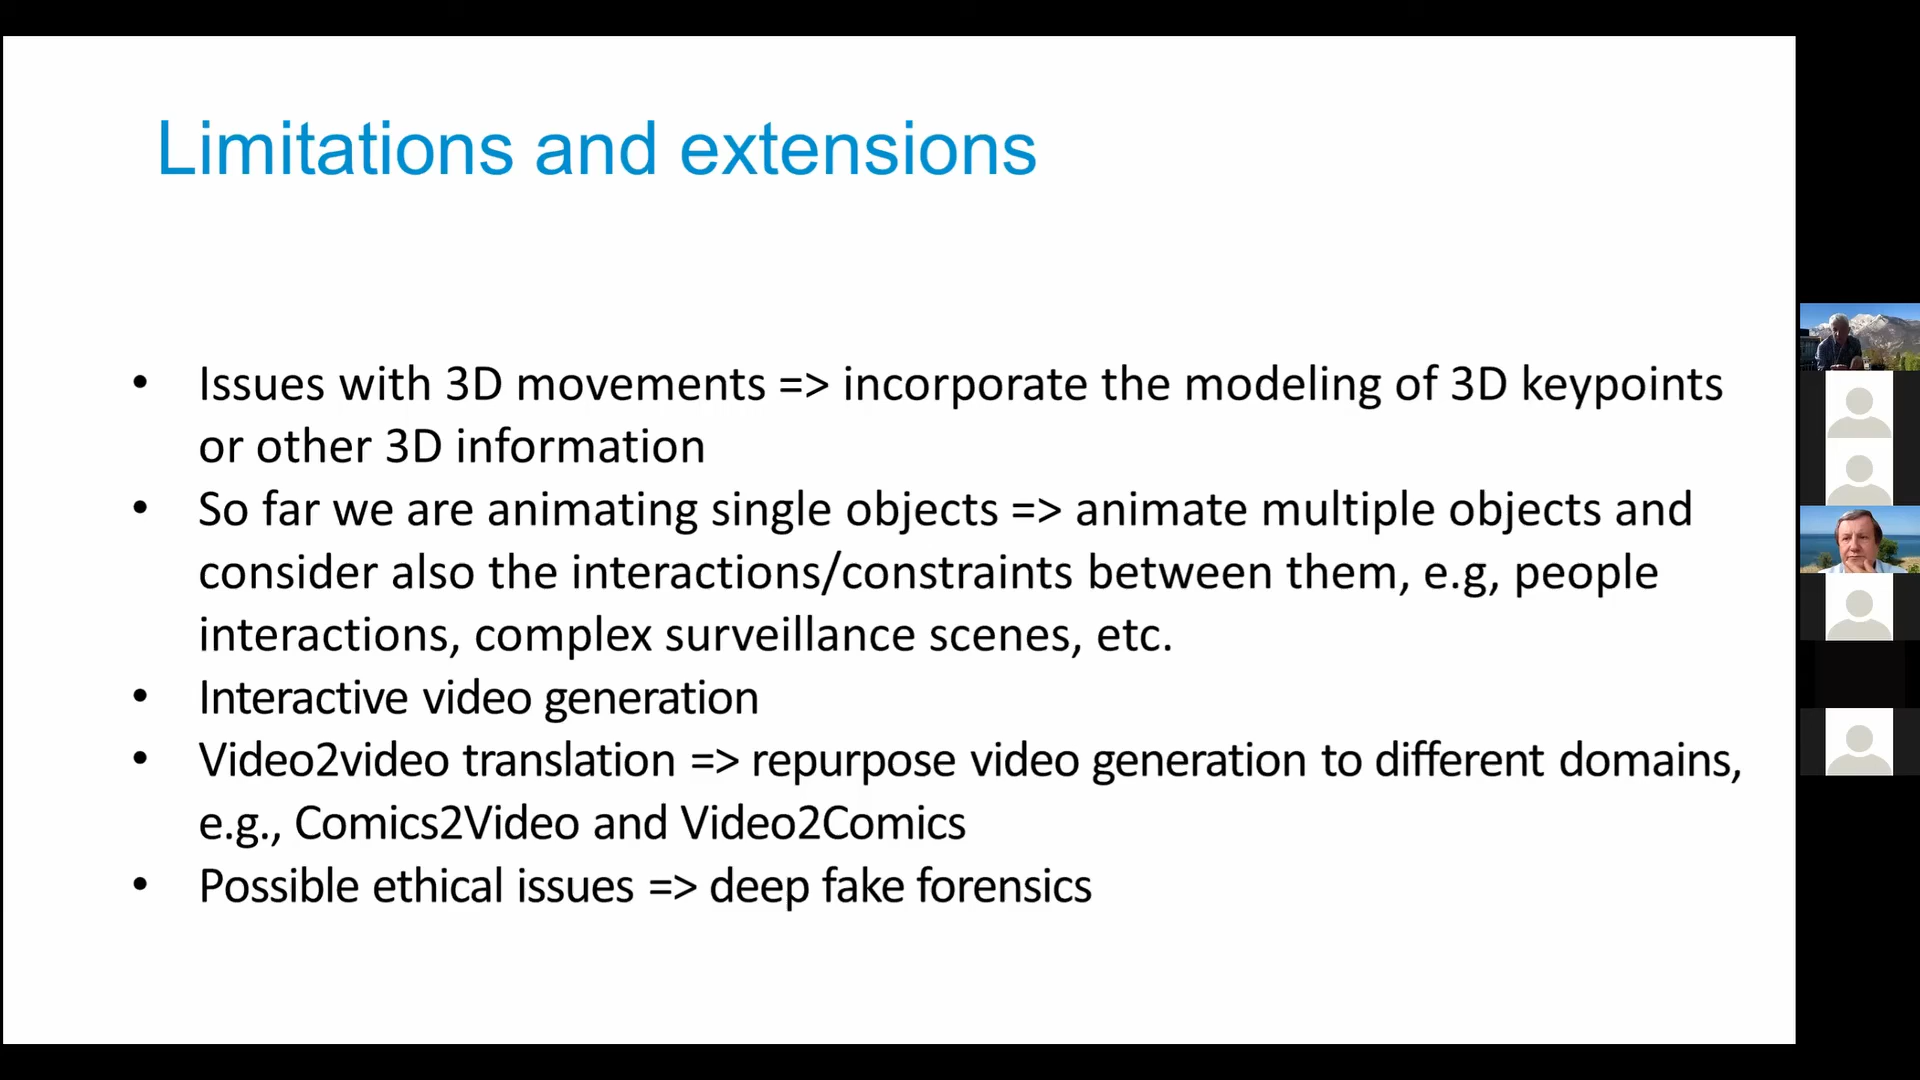 Limitations and extensions
• Issues with 3D movements => incorporate the modeling of 3D keypoints
or other 3D information
• So far we are animating single objects => animate multiple objects and
consider also the interactions/constraints between them, e.g, people
interactions, complex surveillance scenes, etc.
• Interactive video generation
• Video2video translation => repurpose video generation to different domains,
e.g., Comics2Video and Video2Comics
• Possible ethical issues => deep fake forensics